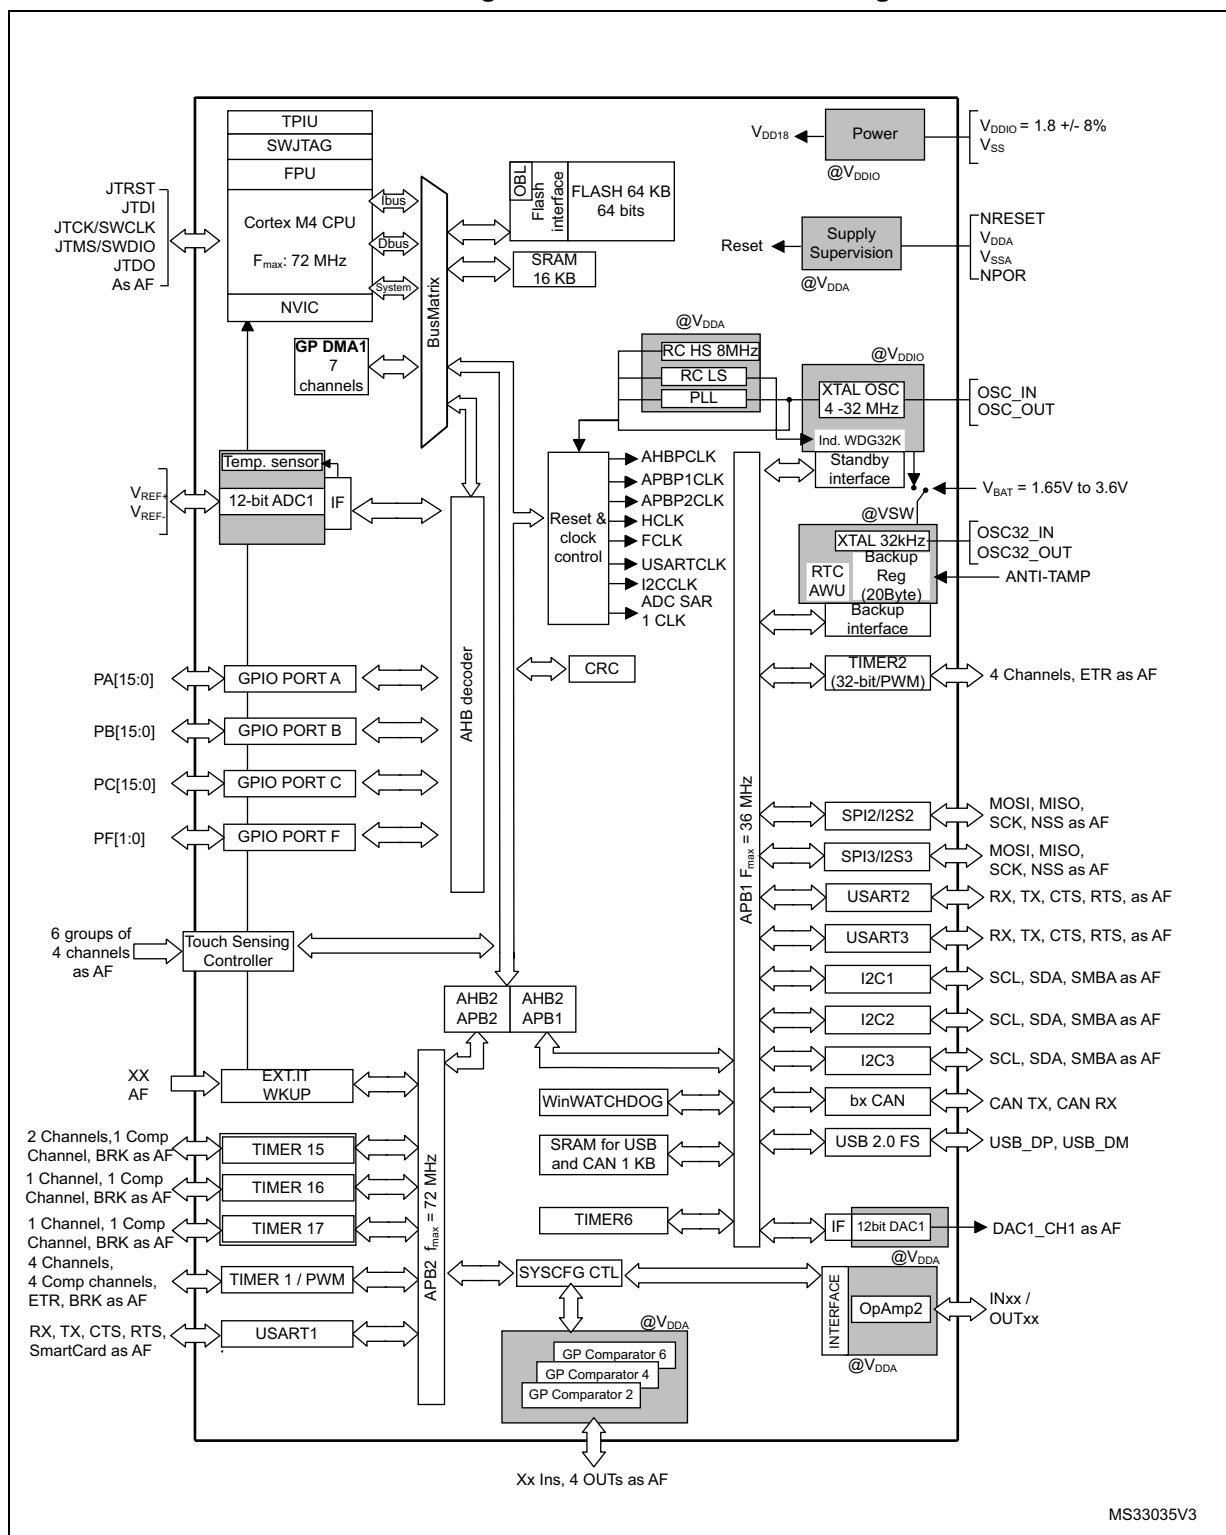 TPIU
SWJTAG
FPU
Cortex M4 CPU
Fmax: 72 MHz
NVIC
JTRST
JTDI
JTCK/SWCLK
JTMS/SWDIO
JTDO
As AF
Ibus
Dbus
System
BusMatrix
OBL
Flash
interface
FLASH 64 KB
64 bits
SRAM
16 KB
GP DMA1
7
channels
VDD18
Power
VDDIO = 1.8 +/- 8%
VSS
@VDDIO
Reset
Supply
Supervision
NRESET
VDDA
VSSA
NPOR
@VDDA
@VDDA
RC HS 8MHz
RC LS
PLL
@VDDIO
XTAL OSC
4 -32 MHz
OSC_IN
OSC_OUT
Ind. WDG32K
Standby
interface
VBAT = 1.65V to 3.6V
@VSW
XTAL 32kHz
OSC32_IN
OSC32_OUT
RTC
AWU
Backup
Reg
(20Byte)
ANTI-TAMP
Backup
interface
Reset &
clock
control
AHBPCLK
APBP1CLK
APBP2CLK
HCLK
FCLK
USARTCLK
I2CCLK
ADC SAR
1 CLK
Temp. sensor
VREF+
VREF-
12-bit ADC1
IF
AHB decoder
CRC
PA[15:0]
GPIO PORT A
PB[15:0]
GPIO PORT B
PC[15:0]
GPIO PORT C
PF[1:0]
GPIO PORT F
6 groups of
4 channels
as AF
Touch Sensing
Controller
AHB2
APB2
AHB2
APB1
APB1 Fmax = 36 MHz
TIMER2
(32-bit/PWM)
4 Channels, ETR as AF
SPI2/I2S2
MOSI, MISO,
SCK, NSS as AF
SPI3/I2S3
MOSI, MISO,
SCK, NSS as AF
USART2
RX, TX, CTS, RTS, as AF
USART3
RX, TX, CTS, RTS, as AF
I2C1
SCL, SDA, SMBA as AF
I2C2
SCL, SDA, SMBA as AF
I2C3
SCL, SDA, SMBA as AF
bx CAN
CAN TX, CAN RX
USB 2.0 FS
USB_DP, USB_DM
WinWATCHDOG
SRAM for USB
and CAN 1 KB
TIMER6
IF
12bit DAC1
DAC1_CH1 as AF
@VDDA
XX
AF
EXT.IT
WKUP
2 Channels,1 Comp
Channel, BRK as AF
TIMER 15
1 Channel, 1 Comp
Channel, BRK as AF
TIMER 16
1 Channel, 1 Comp
Channel, BRK as AF
TIMER 17
4 Channels,
4 Comp channels,
ETR, BRK as AF
TIMER 1 / PWM
RX, TX, CTS, RTS,
SmartCard as AF
USART1
APB2 fmax = 72 MHz
SYSCFG CTL
INTERFACE
OpAmp2
INxx /
OUTxx
@VDDA
@VDDA
GP Comparator 6
GP Comparator 4
GP Comparator 2
Xx Ins, 4 OUTs as AF
MS33035V3